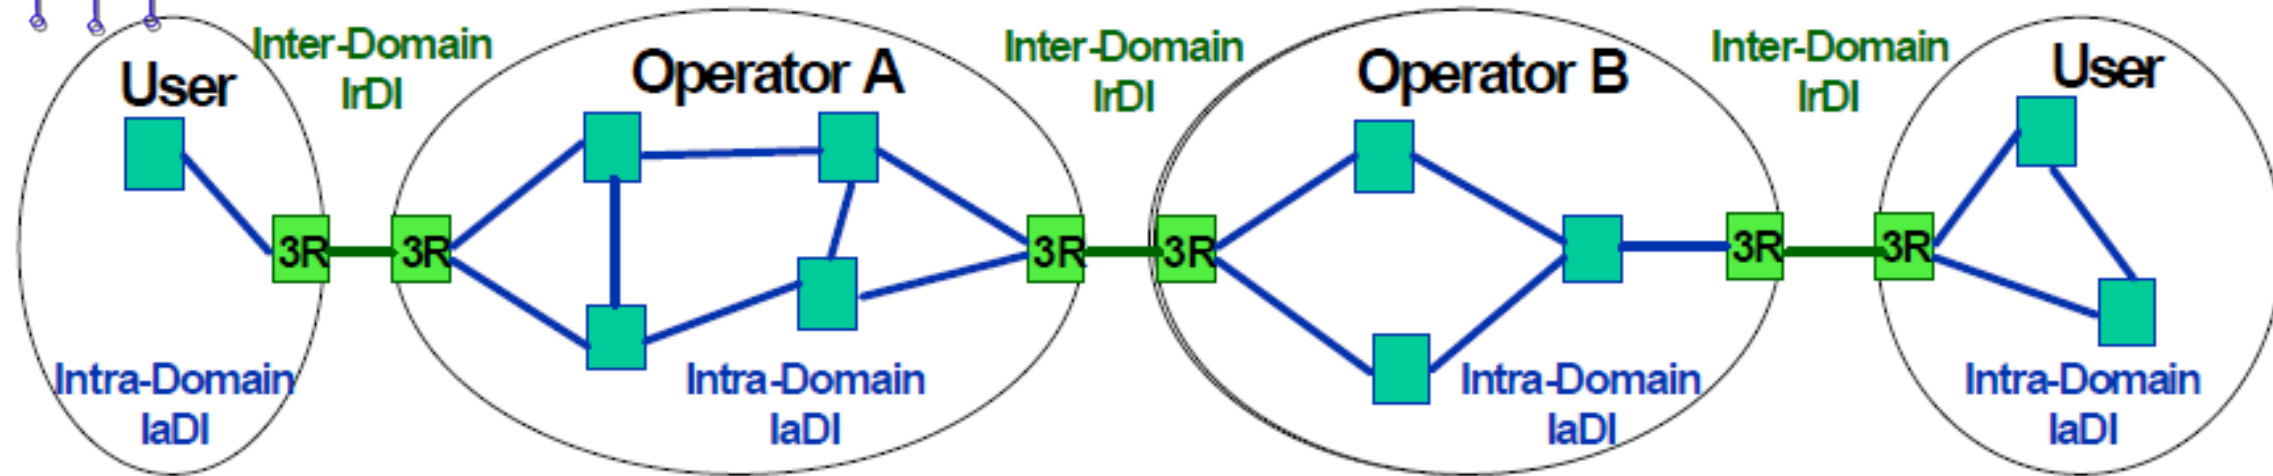 User
Inter-Domain
IrDI
Operator A
Inter-Domain
IrDI
Operator B
Inter-Domain
IrDI
User
3R
3R
3R
3R
3R
3R
Intra-Domain
IaDI
Intra-Domain
IaDI
Intra-Domain
IaDI
Intra-Domain
IaDI